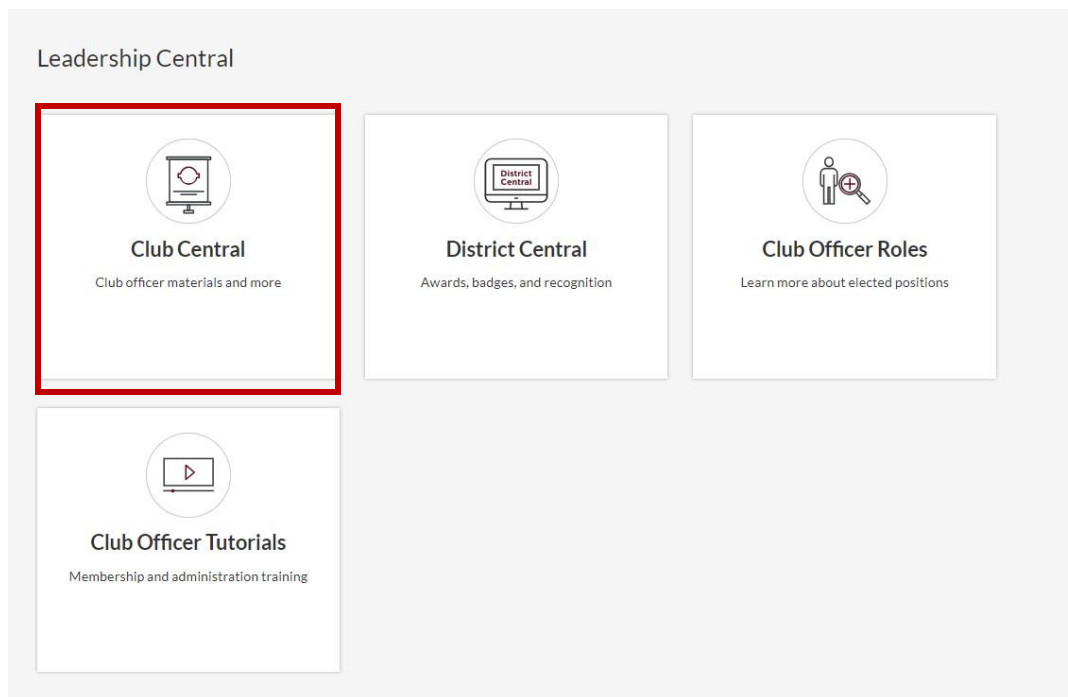 Leadership Central
District
Central
Club Central
District Central
Club Officer Roles
Club officer materials and more
Awards, badges, and recognition
Learn more about elected positions
Club Officer Tutorials
Membership and administration training